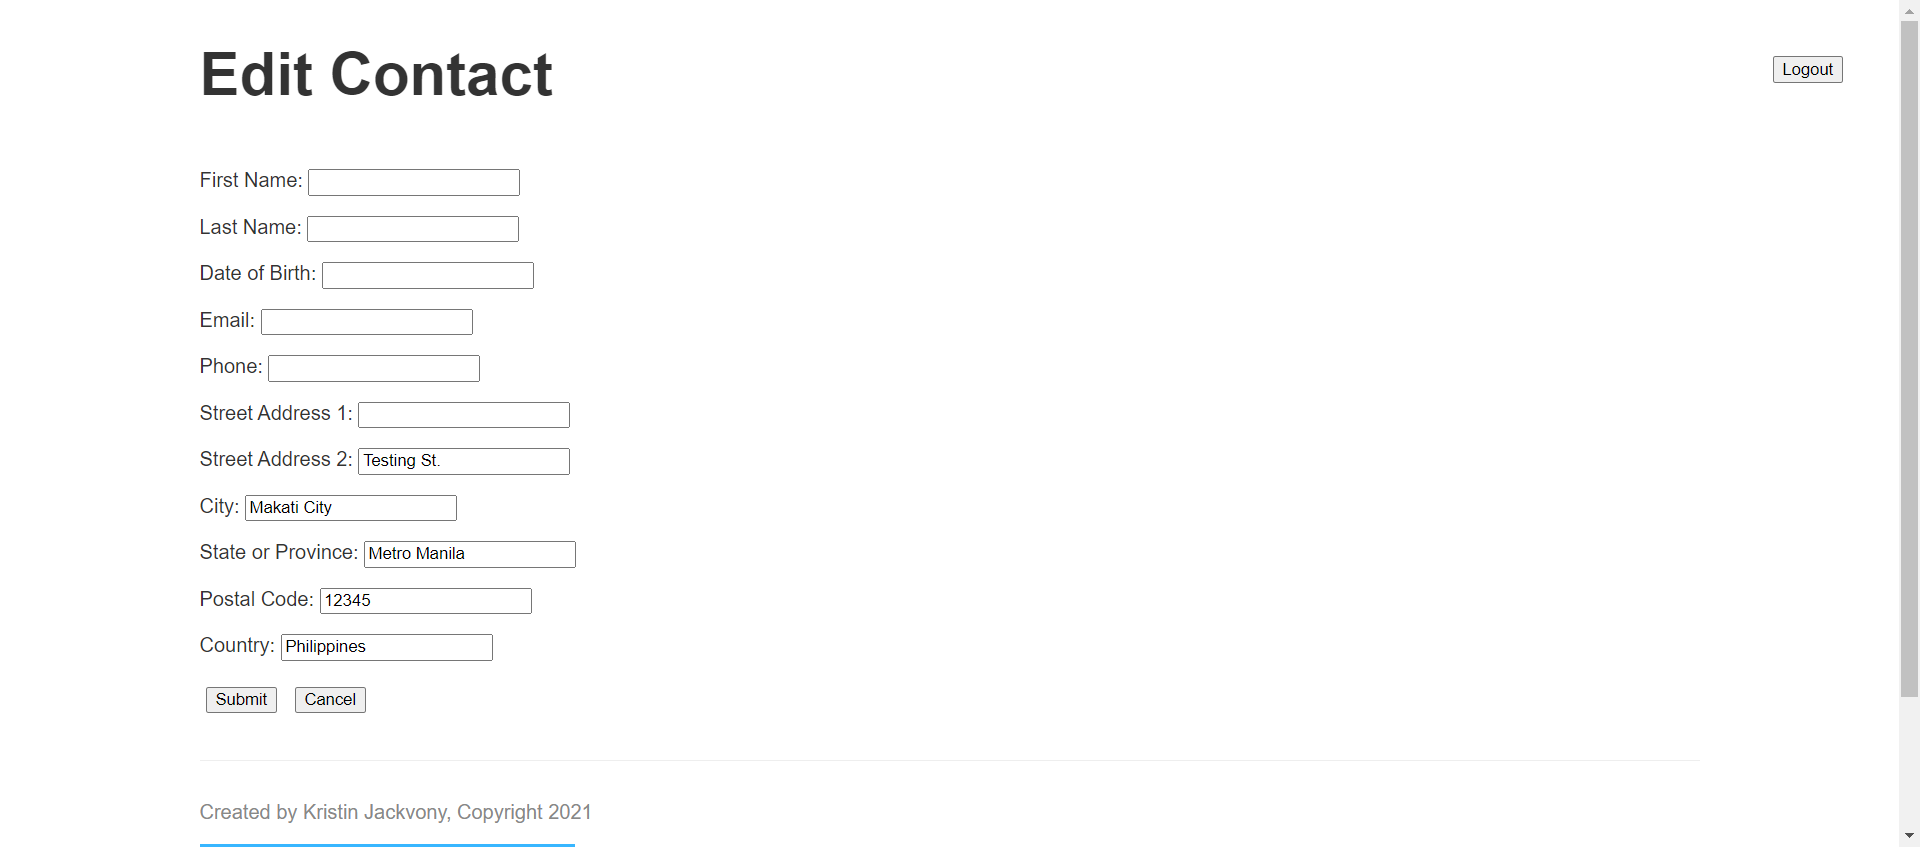 Edit Contact
Logout
First Name:
Last Name:
Date of Birth:
Email:
Phone:
Street Address 1:
Street Address 2: Testing St.
City: Makati City
State or Province: Metro Manila
Postal Code: 12345
Country: Philippines
Submit Cancel
Created by Kristin Jackvony, Copyright 2021